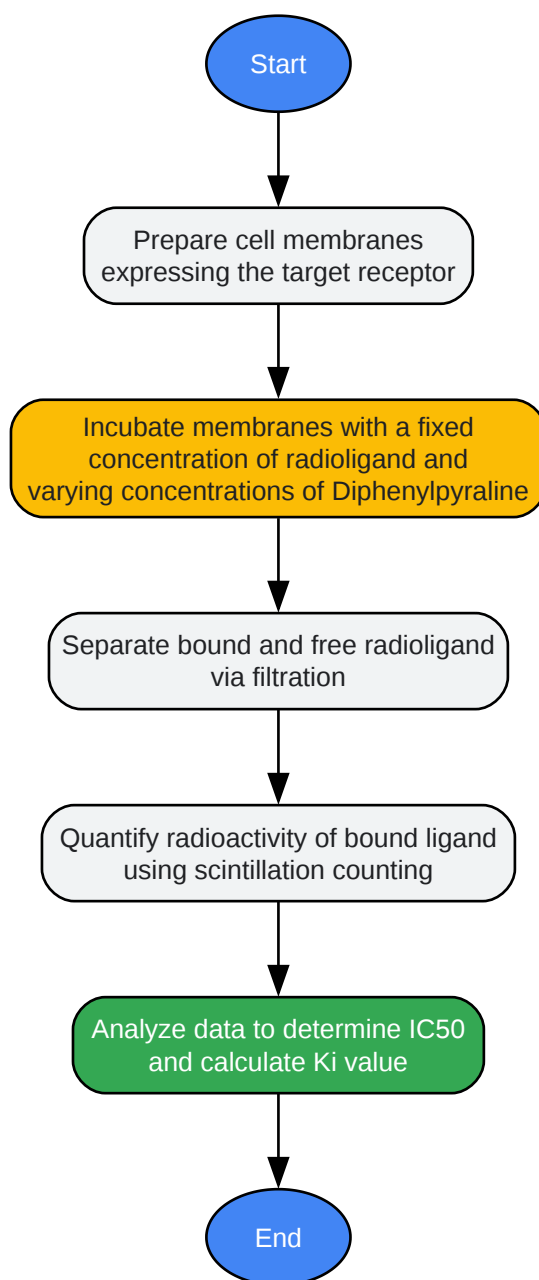 Start
Prepare cell membranes
expressing the target receptor
Incubate membranes with a fixed
concentration of radioligand and
varying concentrations of Diphenylpyraline
Separate bound and free radioligand
via filtration
Quantify radioactivity of bound ligand
using scintillation counting
Analyze data to determine IC50
and calculate Ki value
End